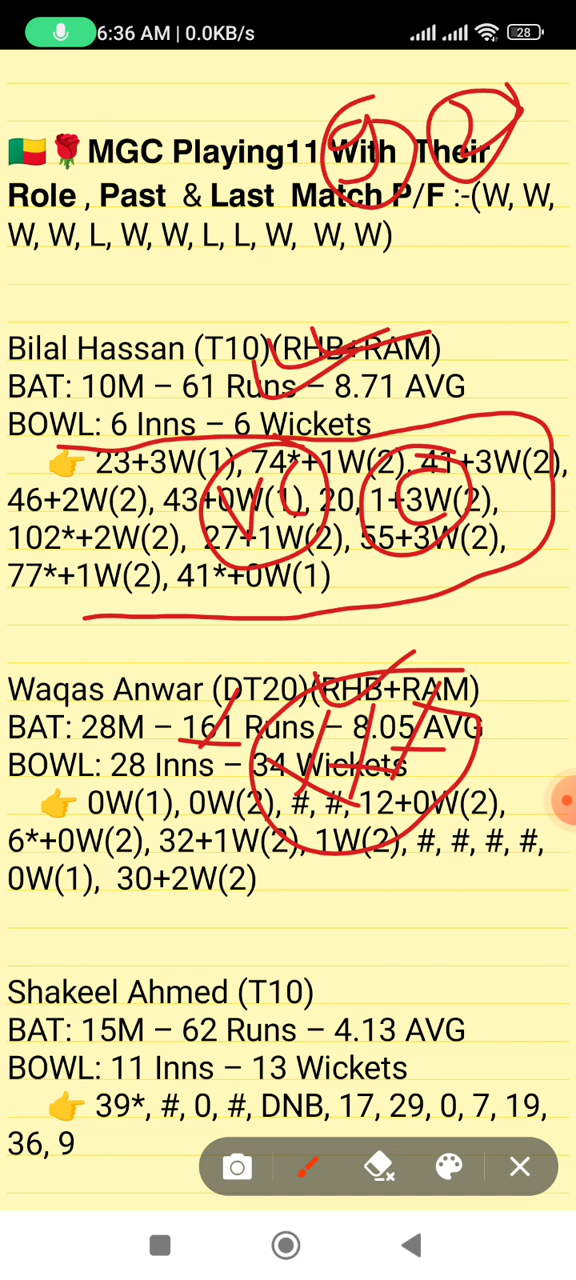 6:36 AM | 0.0KB/s
28
9 2
MGC Playing11 With Their
Role , Past & Last Match P/F :-(W, W,
W, W, L, W, W, L, L, W, W, W)
Bilal Hassan (T10)(RHB+RAM)
BAT: 10M – 61 Runs – 8.71 AVG
BOWL: 6 Inns – 6 Wickets
👉 23+3W(1), 74*+1W(2), 41+3W(2),
46+2W(2), 43+0W(1), 20, 1+3W(2),
102*+2W(2), 27+1W(2), 55+3W(2),
77*+1W(2), 41*+0W(1)
VC C
Waqas Anwar (DT20)(RHB+RAM)
BAT: 28M – 161 Runs – 8.05 AVG
BOWL: 28 Inns – 34 Wickets
👉 0W(1), 0W(2), #, #, 12+0W(2),
6*+0W(2), 32+1W(2), 1W(2), #, #, #, #,
0W(1), 30+2W(2)
Shakeel Ahmed (T10)
BAT: 15M – 62 Runs – 4.13 AVG
BOWL: 11 Inns – 13 Wickets
👉 39*, #, 0, #, DNB, 17, 29, 0, 7, 19,
36, 9